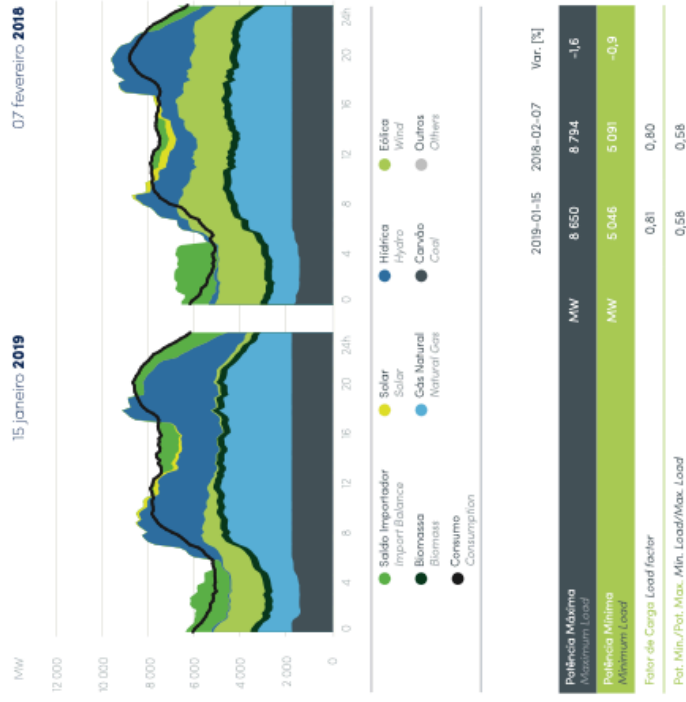 MW
15 janeiro 2019
07 fevereiro 2018
12 000
10 000
8 000
6 000
4 000
2 000
0
0 4 8 12 16 20 24h
0 4 8 12 16 20 24h
Saldo Importador
Import Balance
Solar
Solar
Hídrica
Hydro
Eólica
Wind
Biomassa
Biomass
Gás Natural
Natural Gas
Carvão
Coal
Outros
Others
Consumo
Consumption
2019-01-15 2018-02-07 Var. [%]
Potência Máxima MW 8 650 8 794 -1,6
Maximum Load
Potência Mínima MW 5 046 5 091 -0,9
Minimum Load
Fator de Carga Load factor 0,81 0,80
Pot. Min./Pot. Max. Min. Load/Max. Load 0,58 0,58